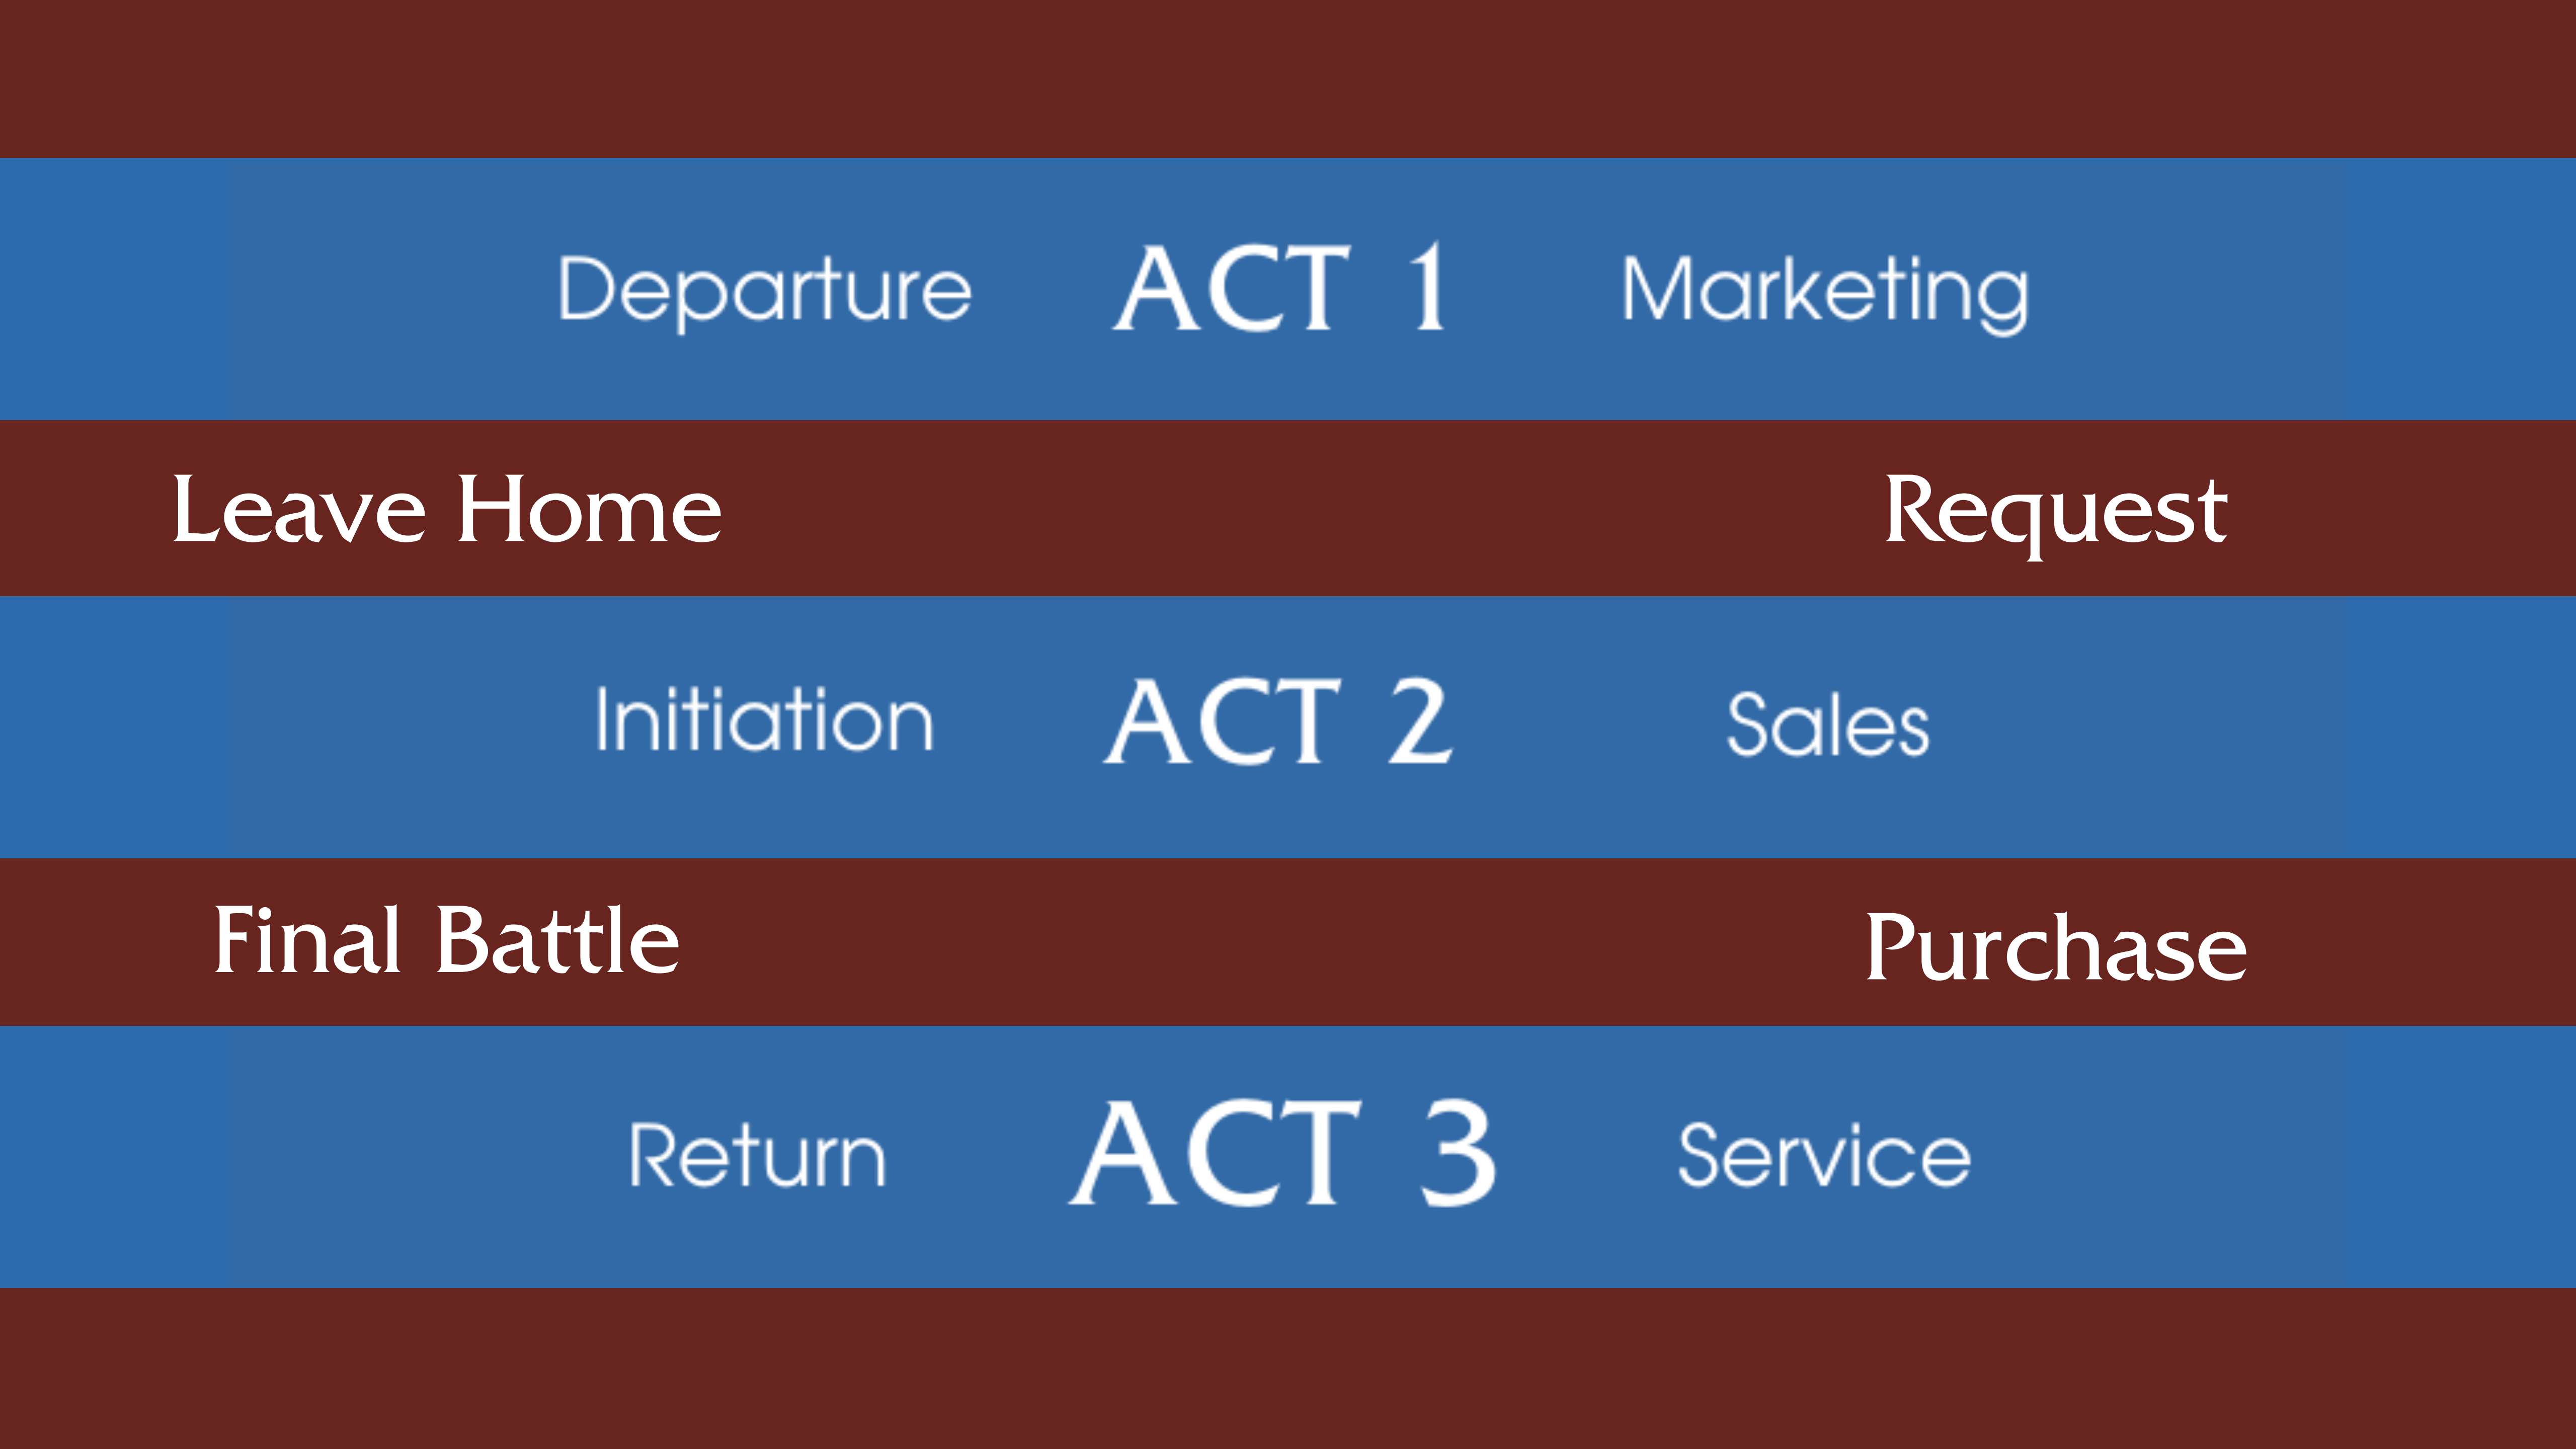 Departure ACT 1 Marketing
Leave Home Request
Initiation ACT 2 Sales
Final Battle Purchase
Return ACT 3 Service